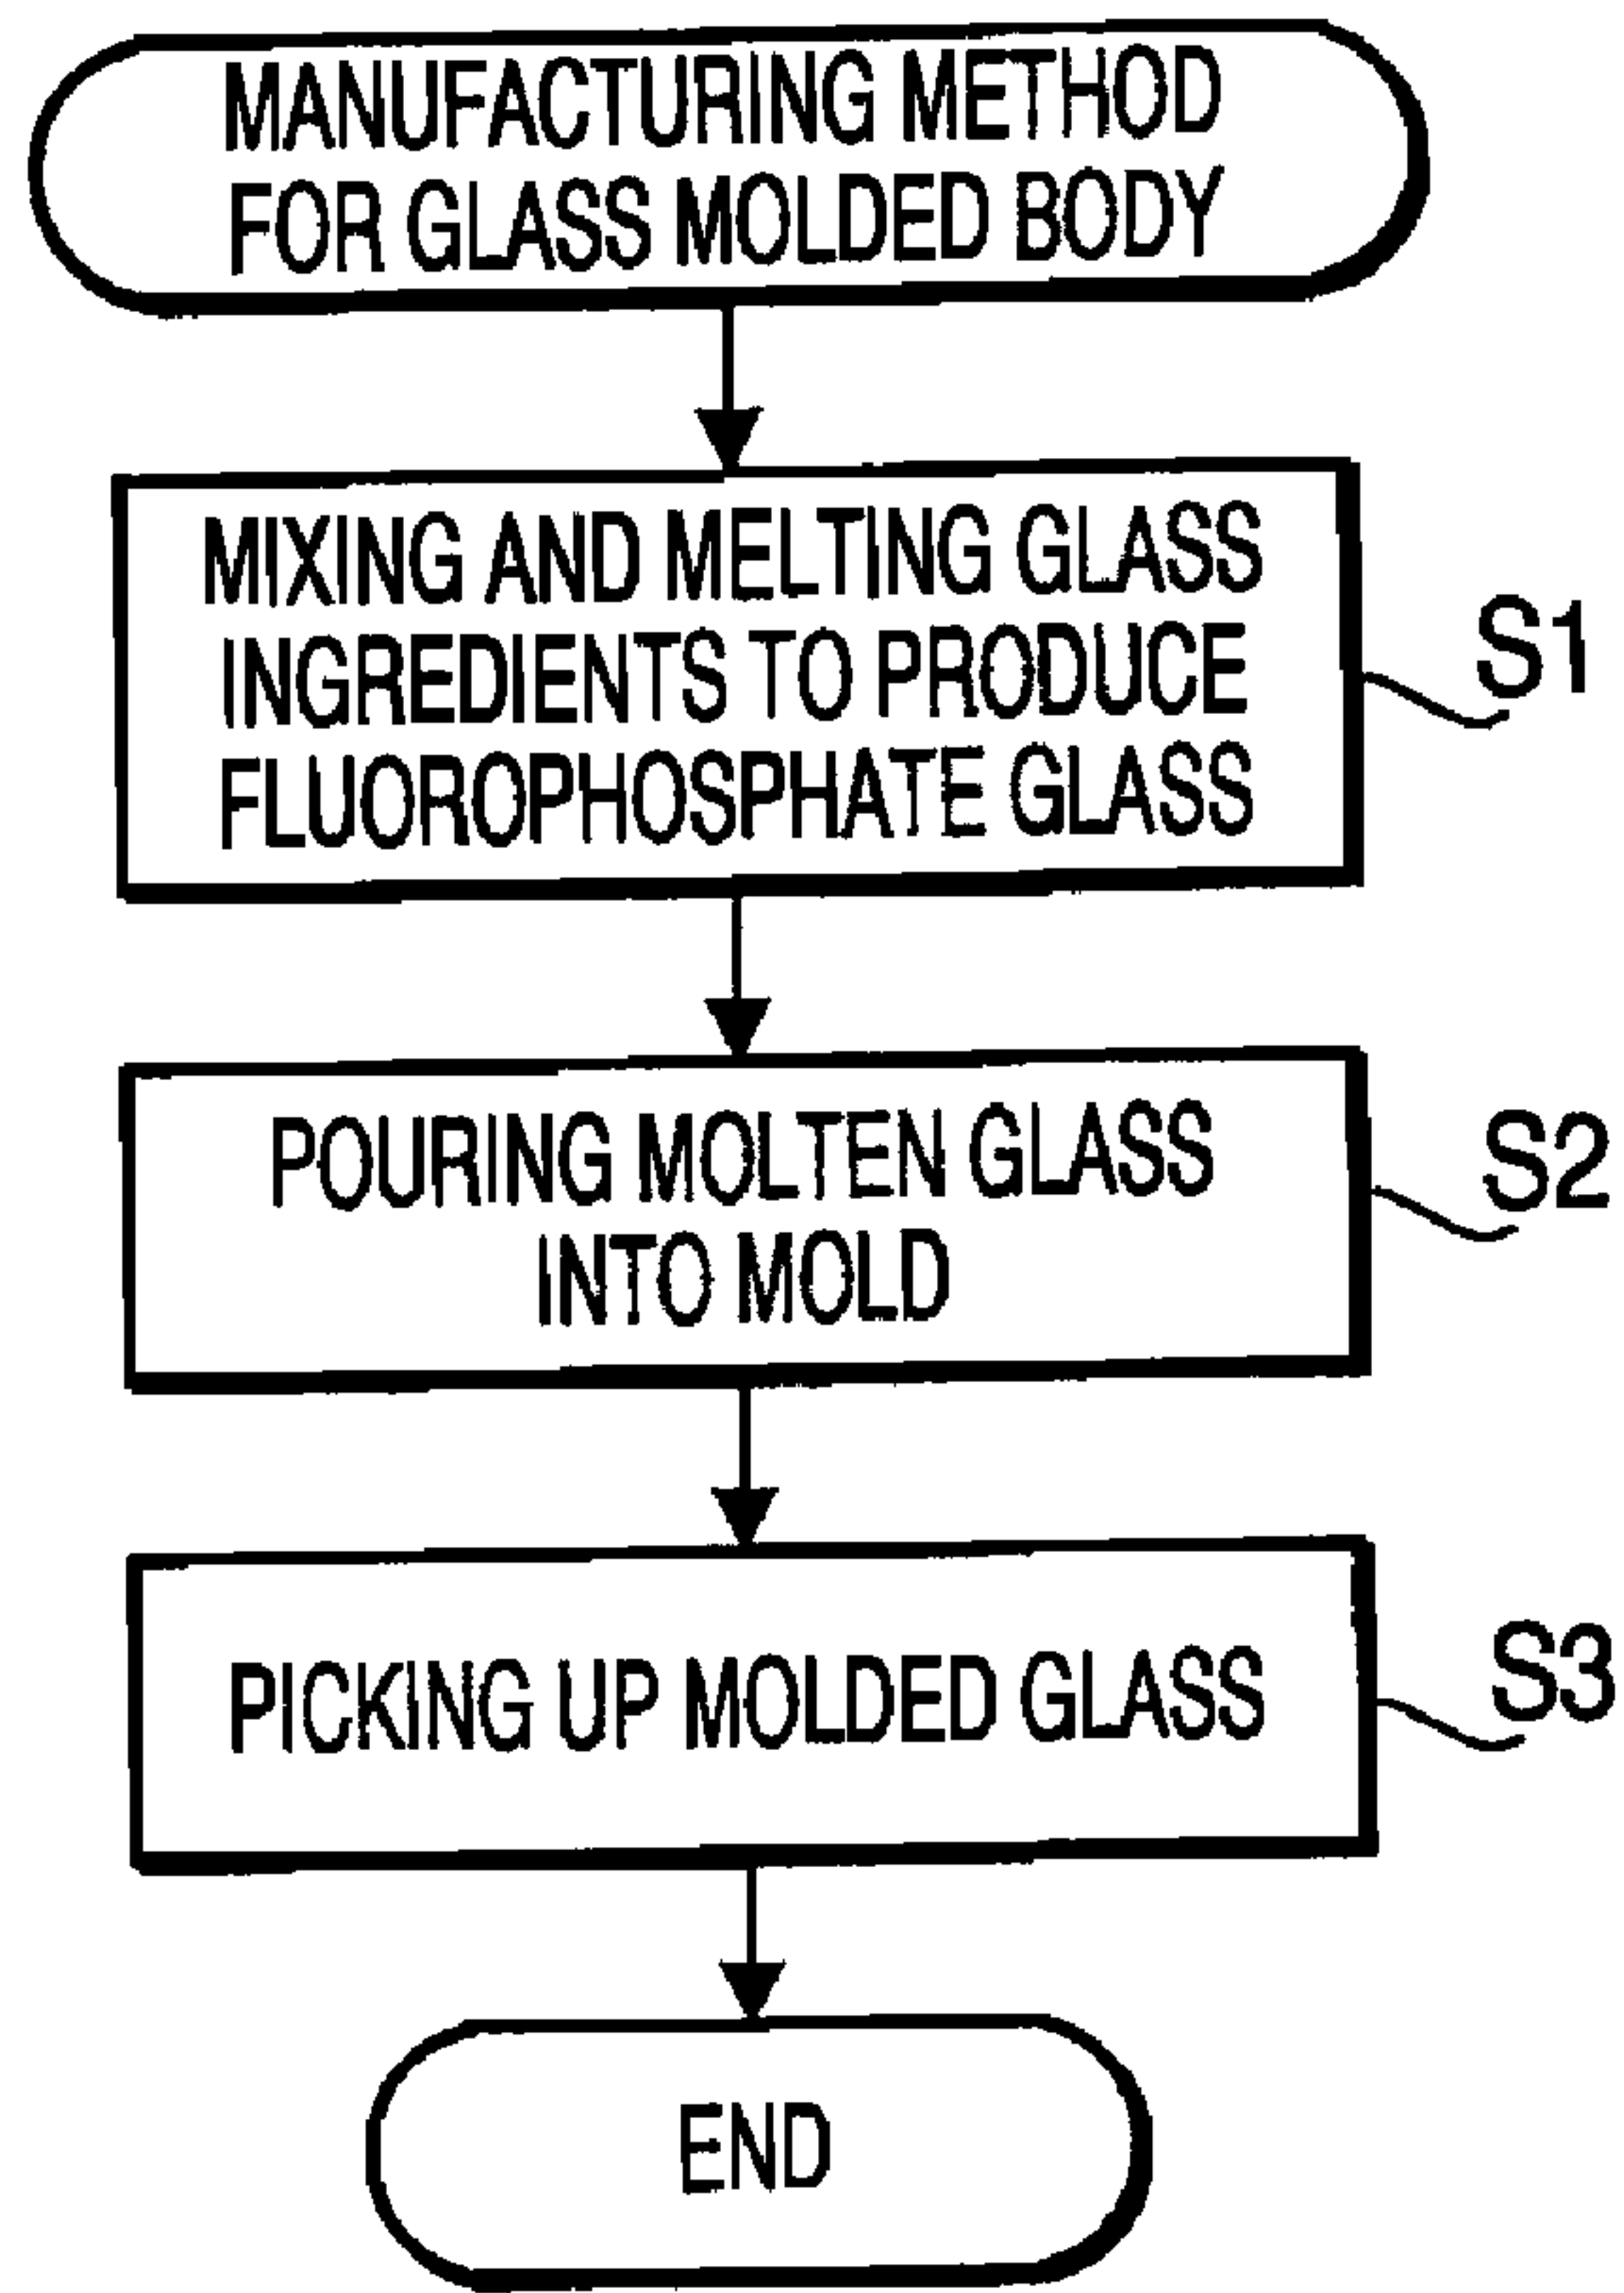 MANUFACTURING METHOD
FOR GLASS MOLDED BODY
MIXING AND MELTING GLASS
INGREDIENTS TO PRODUCE
FLUOROPHOSPHATE GLASS
S1
POURING MOLTEN GLASS
INTO MOLD
S2
PICKING UP MOLDED GLASS
S3
END